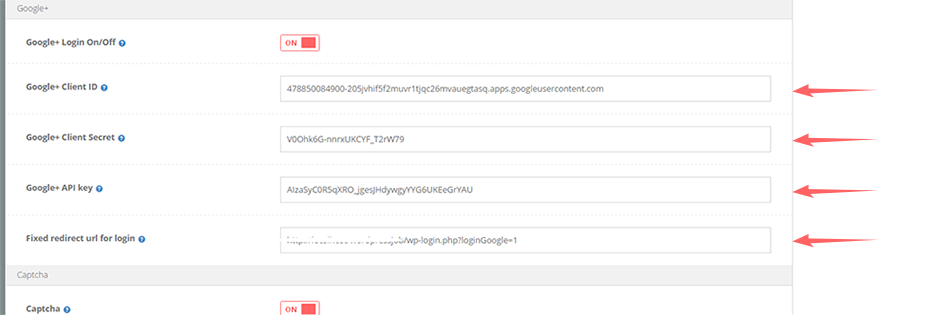 Google+
Google+ Login On/Off
ON
Google+ Client ID
478850084900-205jvhif5f2muvr1tjqc26mvauegtasq.apps.googleusercontent.com
Google+ Client Secret
V0Ohk6G-nnrxUKCYF_T2rW79
Google+ API key
AIzaSyC0R5qXRO_jgesJHdywgyYYG6UKEeGrYAU
Fixed redirect url for login
/wp-login.php?loginGoogle=1
Captcha
Captcha
ON